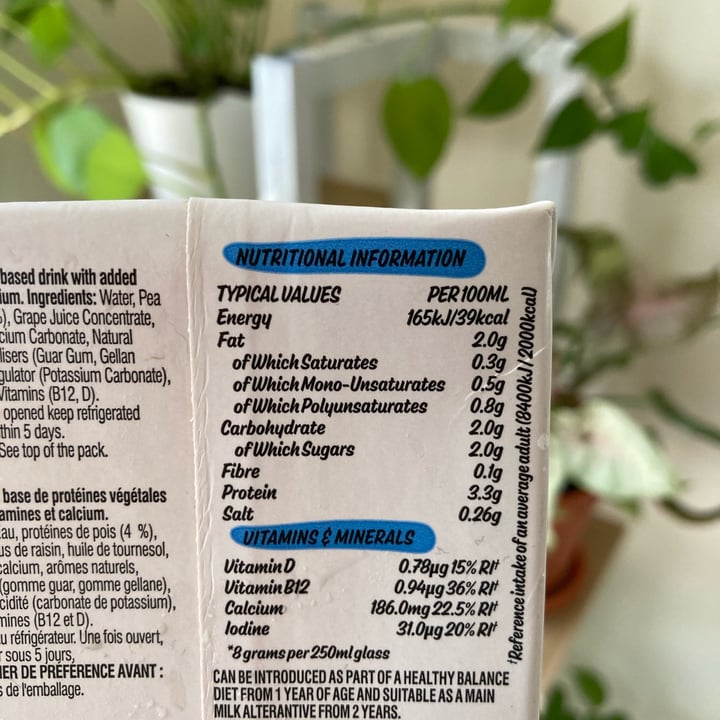 based drink with added
ium. Ingredients: Water, Pea
), Grape Juice Concentrate,
cium Carbonate, Natural
lisers (Guar Gum, Gellan
gulator (Potassium Carbonate),
Vitamins (B12, D).
opened keep refrigerated
thin 5 days.
See top of the pack.
base de protéines végétales
amines et calcium.
au, protéines de pois (4 %),
us de raisin, huile de tournesol,
calcium, arômes naturels,
(gomme guar, gomme gellane),
cidité (carbonate de potassium),
mines (B12 et D).
u réfrigérateur. Une fois ouvert,
r sous 5 jours,
ER DE PRÉFÉRENCE AVANT :
s de l'emballage.
NUTRITIONAL INFORMATION
TYPICAL VALUES PER 100ML
Energy 165kJ/39kcal
Fat 2.0g
of Which Saturates 0.3g
of Which Mono-Unsaturates 0.5g
of Which Polyunsaturates 0.8g
Carbohydrate 2.0g
of Which Sugars 2.0g
Fibre 0.1g
Protein 3.3g
Salt 0.26g
VITAMINS & MINERALS
Vitamin D 0.78µg 15% RI†
Vitamin B12 0.94µg 36% RI†
Calcium 186.0mg 22.5% RI†
Iodine 31.0µg 20% RI†
*8 grams per 250ml glass
CAN BE INTRODUCED AS PART OF A HEALTHY BALANCE
DIET FROM 1 YEAR OF AGE AND SUITABLE AS A MAIN
MILK ALTERANTIVE FROM 2 YEARS.
†Reference intake of an average adult (8400kJ / 2000kcal)